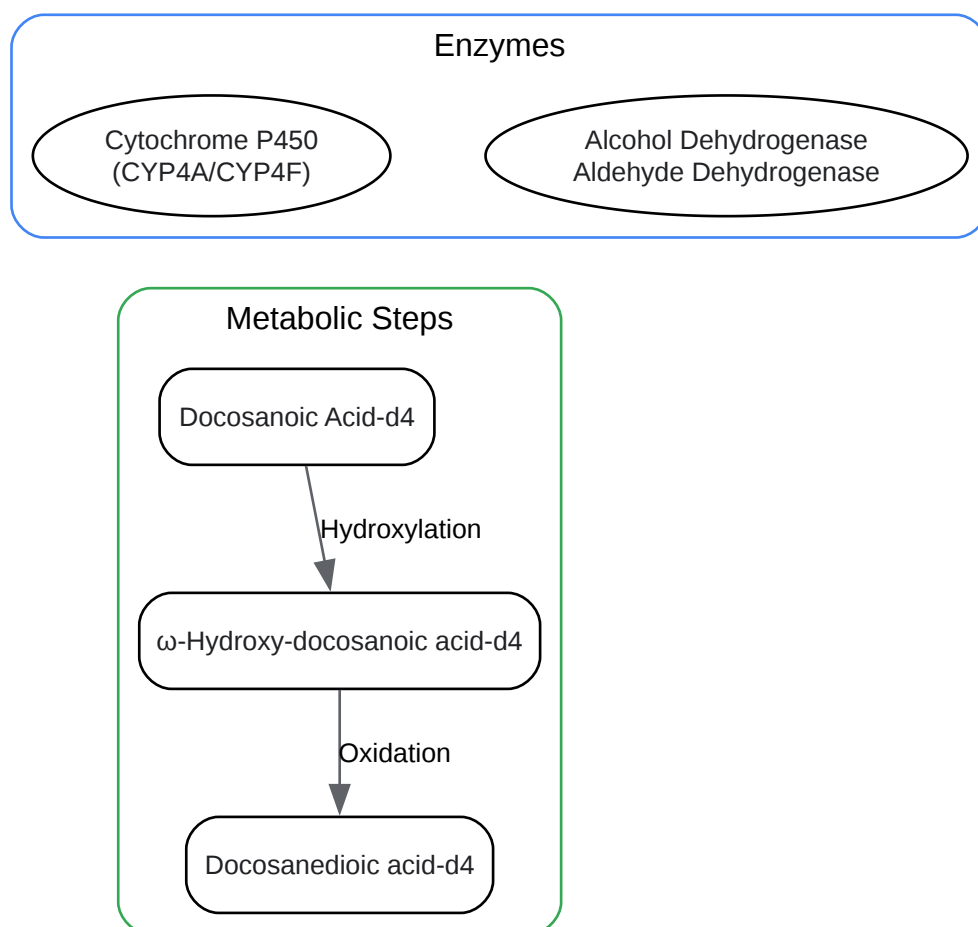 Enzymes
Cytochrome P450
(CYP4A/CYP4F)
Alcohol Dehydrogenase
Aldehyde Dehydrogenase
Metabolic Steps
Docosanoic Acid-d4
Hydroxylation
ω-Hydroxy-docosanoic acid-d4
Oxidation
Docosanedioic acid-d4